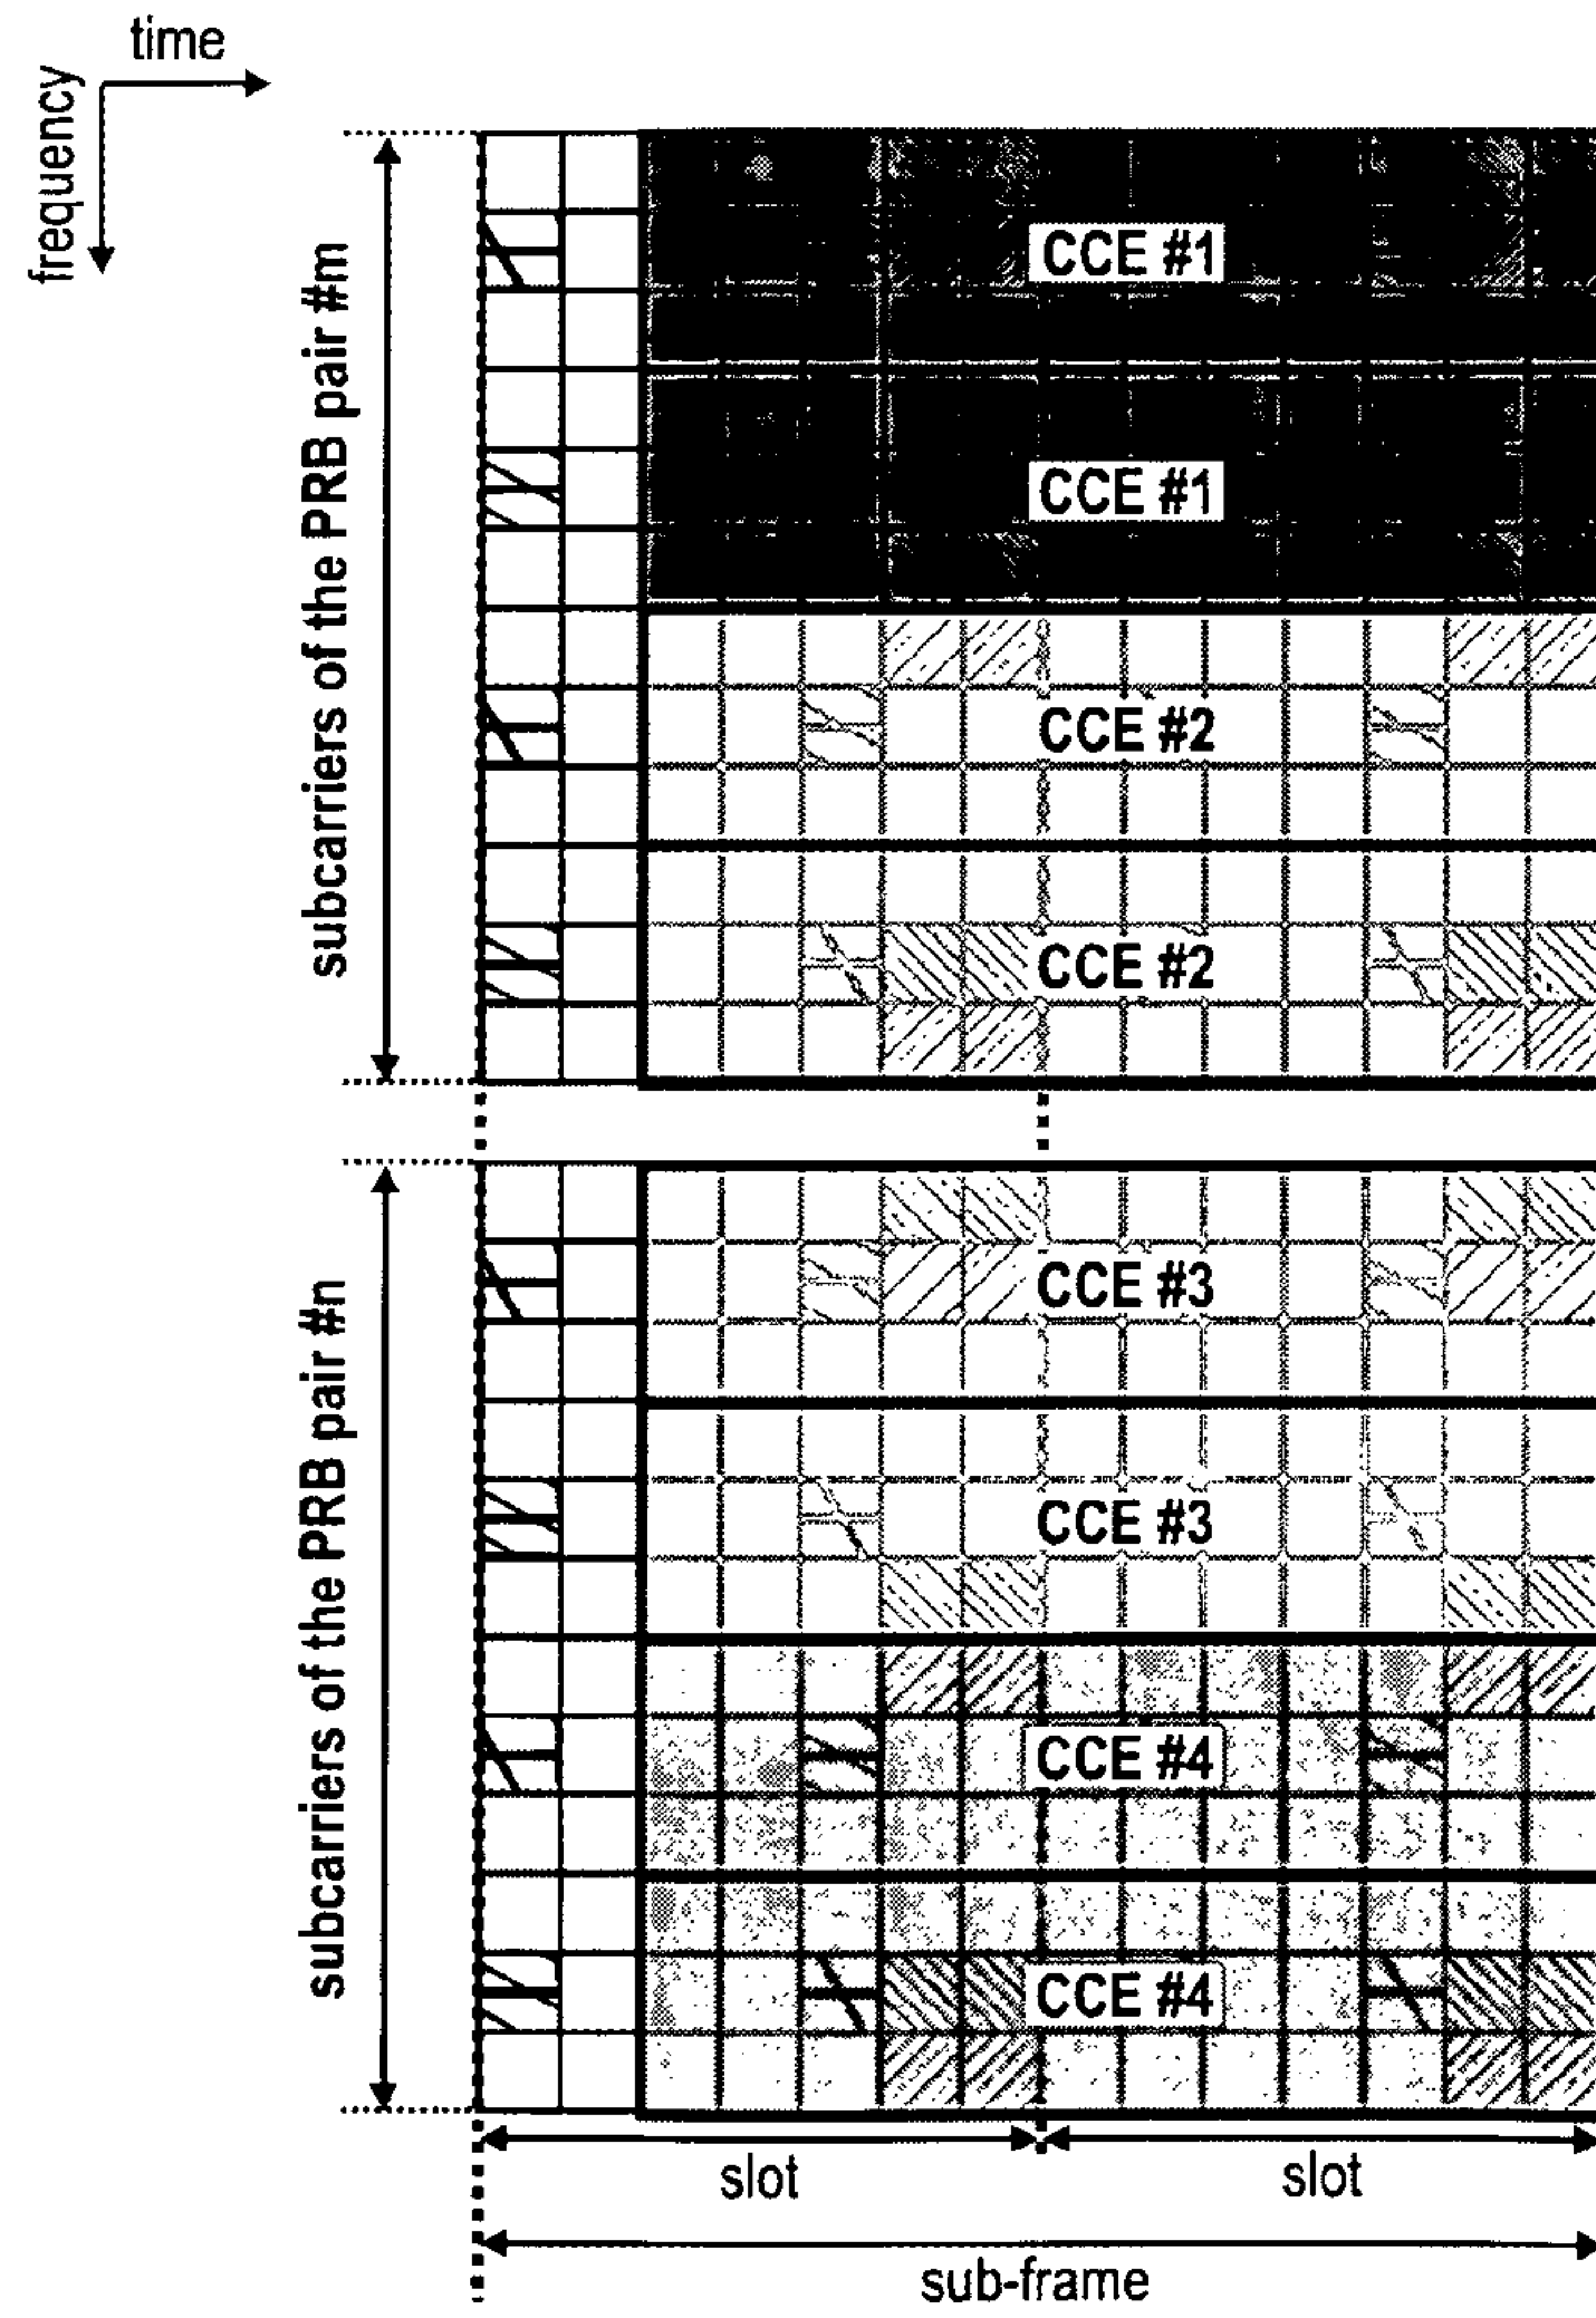 time
frequency
subcarriers of the PRB pair #m
CCE #1
CCE #1
CCE #2
CCE #2
subcarriers of the PRB pair #n
CCE #3
CCE #3
CCE #4
CCE #4
slot slot
sub-frame